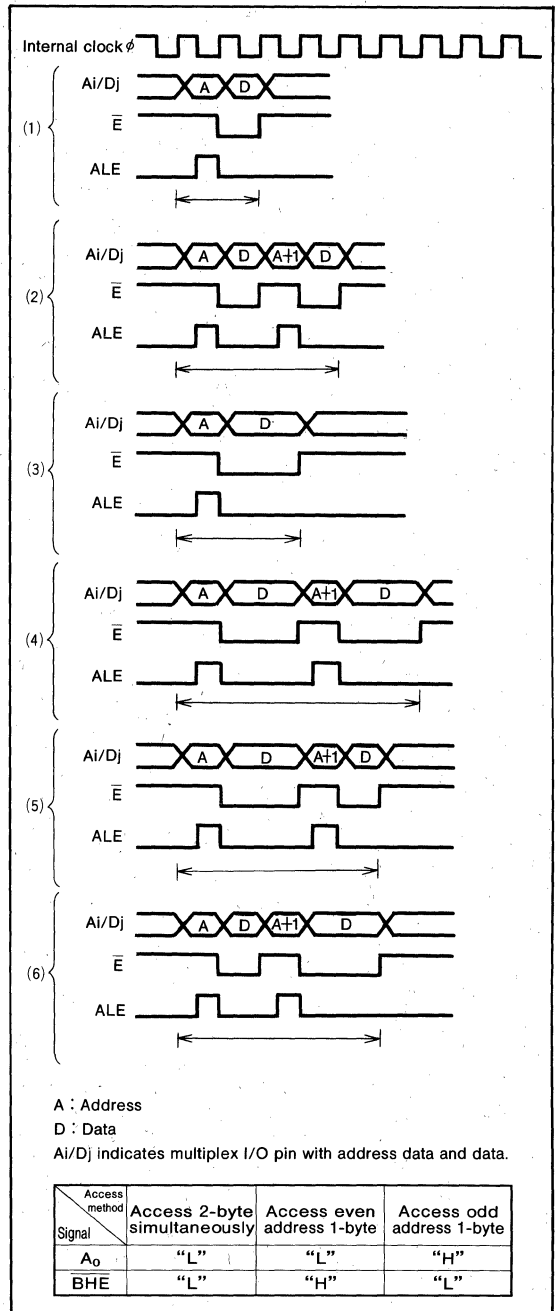 Internal clock ϕ
(1)
Ai/Dj A D
E̅
ALE
(2)
Ai/Dj A D A+1 D
E̅
ALE
(3)
Ai/Dj A D
E̅
ALE
(4)
Ai/Dj A D A+1 D
E̅
ALE
(5)
Ai/Dj A D A+1 D
E̅
ALE
(6)
Ai/Dj A D A+1 D
E̅
ALE
A : Address
D : Data
Ai/Dj indicates multiplex I/O pin with address data and data.
Access method
Signal
Access 2-byte simultaneously
Access even address 1-byte
Access odd address 1-byte
A₀ “L” “L” “H”
B̅H̅E̅ “L” “H” “L”